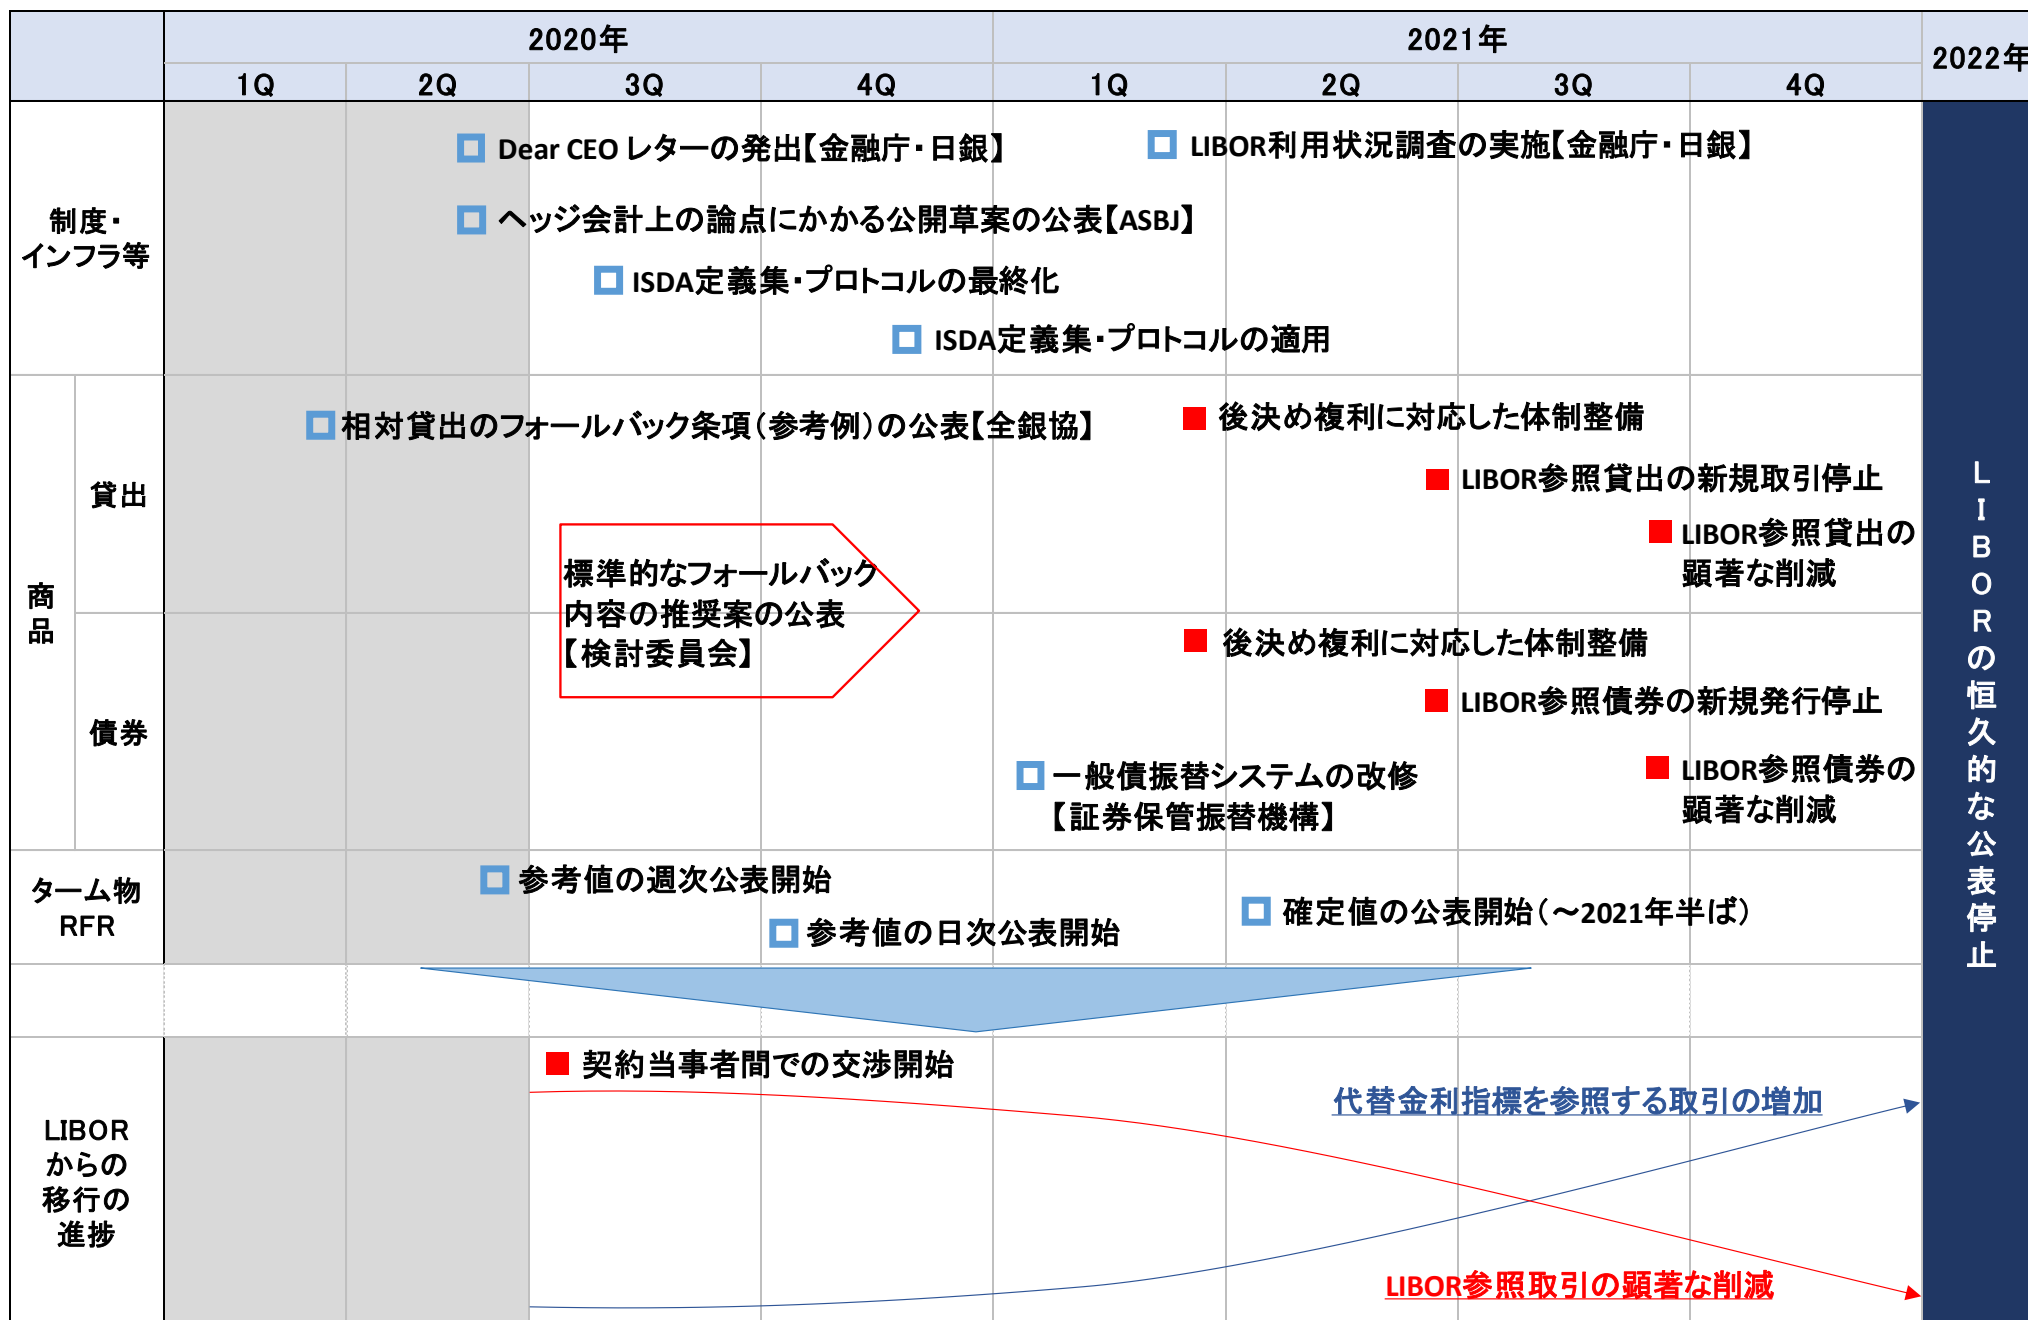 2020年
2021年
2022年
1Q
2Q
3Q
4Q
1Q
2Q
3Q
4Q
制度・
インフラ等
Dear CEO レターの発出【金融庁・日銀】
LIBOR利用状況調査の実施【金融庁・日銀】
ヘッジ会計上の論点にかかる公開草案の公表【ASBJ】
ISDA定義集・プロトコルの最終化
ISDA定義集・プロトコルの適用
商
品
貸出
相対貸出のフォールバック条項（参考例）の公表【全銀協】
後決め複利に対応した体制整備
LIBOR参照貸出の新規取引停止
LIBOR参照貸出の
顕著な削減
標準的なフォールバック
内容の推奨案の公表
【検討委員会】
債券
後決め複利に対応した体制整備
LIBOR参照債券の新規発行停止
一般債振替システムの改修
【証券保管振替機構】
LIBOR参照債券の
顕著な削減
ターム物
RFR
参考値の週次公表開始
参考値の日次公表開始
確定値の公表開始（～2021年半ば）
LIBORの恒久的な公表停止
LIBOR
からの
移行の
進捗
契約当事者間での交渉開始
代替金利指標を参照する取引の増加
LIBOR参照取引の顕著な削減